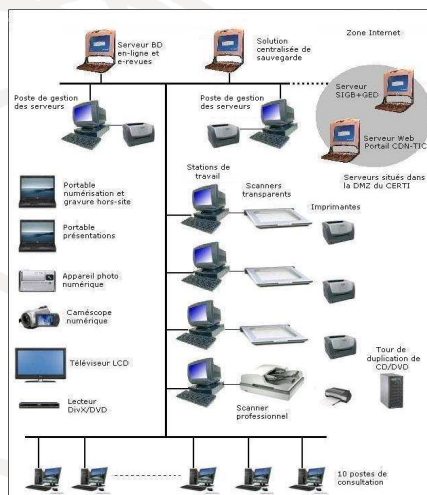 Zone Internet
Serveur BD
en-ligne et
e-revues
Solution
centralisée de
sauvegarde
Poste de gestion
des serveurs
Poste de gestion
des serveurs
Serveur
SIGB+GED
Serveur Web
Portail CDN-TIC
Serveurs situés dans
la DMZ du CERTI
Stations de
travail
Scanners
transparents
Imprimantes
Portable
numérisation et
gravure hors-site
Portable
présentations
Appareil photo
numérique
Caméscope
numérique
Téléviseur LCD
Lecteur
DivX/DVD
Scanner
professionnel
Tour de
duplication de
CD/DVD
10 postes de
consultation